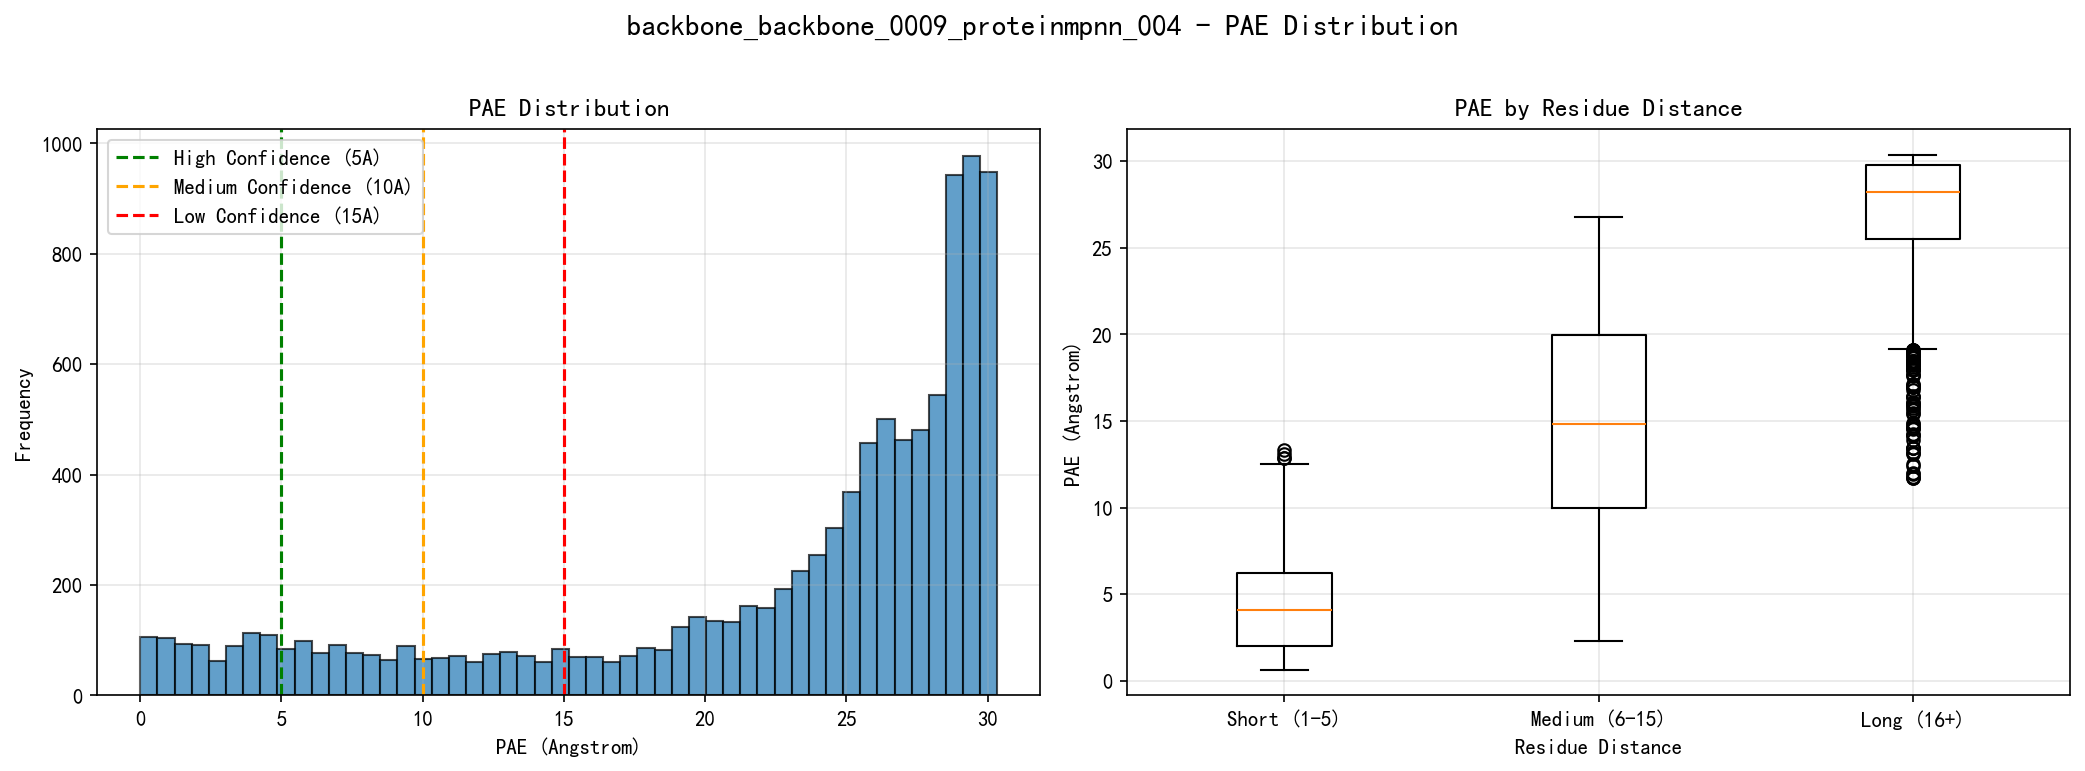 backbone_backbone_0009_proteinmpnn_004 - PAE Distribution
PAE Distribution
High Confidence (5A)
Medium Confidence (10A)
Low Confidence (15A)
Frequency
1000
800
600
400
200
0
0 5 10 15 20 25 30
PAE (Angstrom)
PAE by Residue Distance
PAE (Angstrom)
30
25
20
15
10
5
0
Short (1-5) Medium (6-15) Long (16+)
Residue Distance